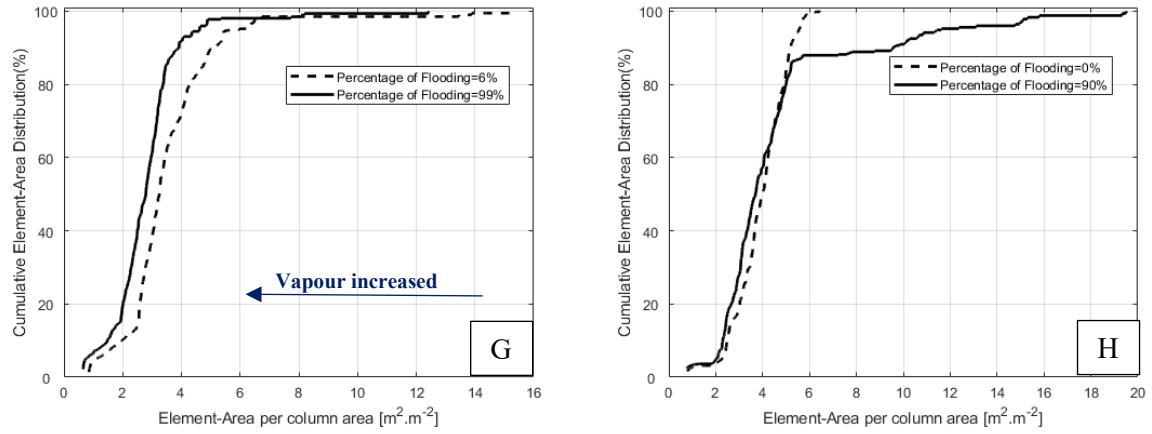 100
80
60
40
20
0
Cumulative Element-Area Distribution(%)
Percentage of Flooding=6%
Percentage of Flooding=99%
Vapour increased
G
0 2 4 6 8 10 12 14 16
Element-Area per column area [m².m⁻²]
100
80
60
40
20
0
Cumulative Element-Area Distribution(%)
Percentage of Flooding=0%
Percentage of Flooding=90%
H
0 2 4 6 8 10 12 14 16 18 20
Element-Area per column area [m².m⁻²]